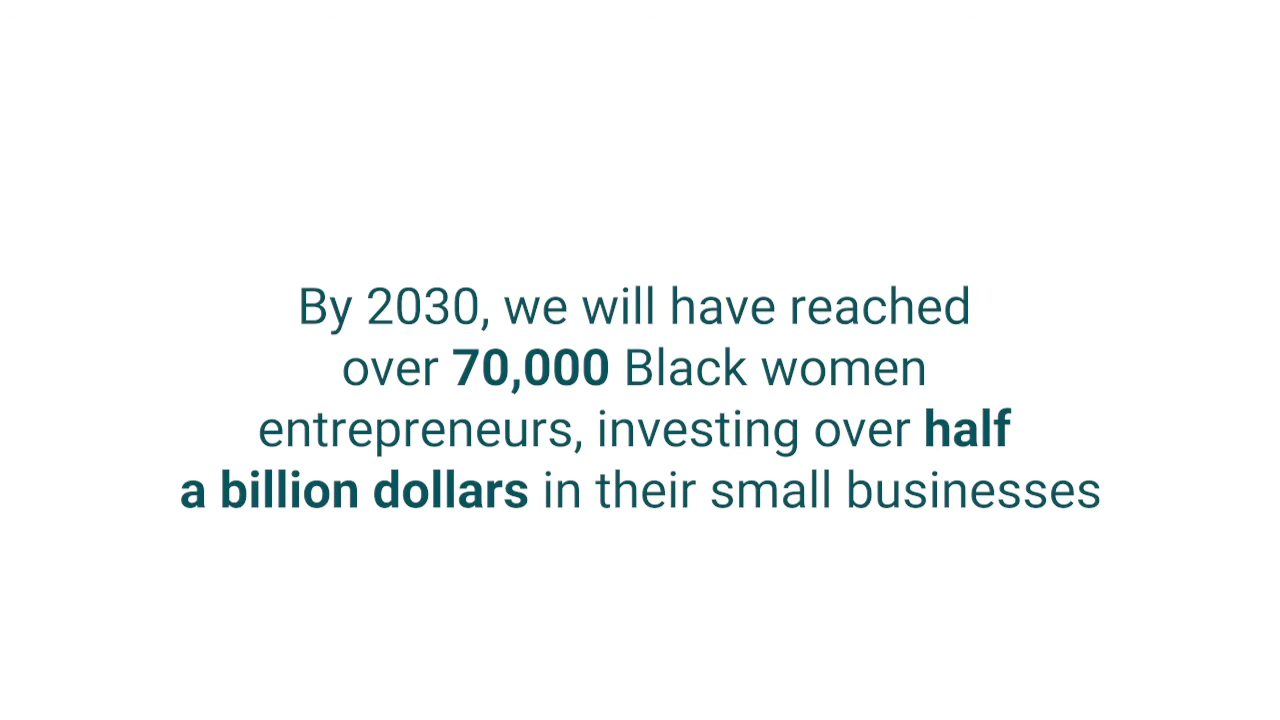 By 2030, we will have reached
over 70,000 Black women
entrepreneurs, investing over half
a billion dollars in their small businesses